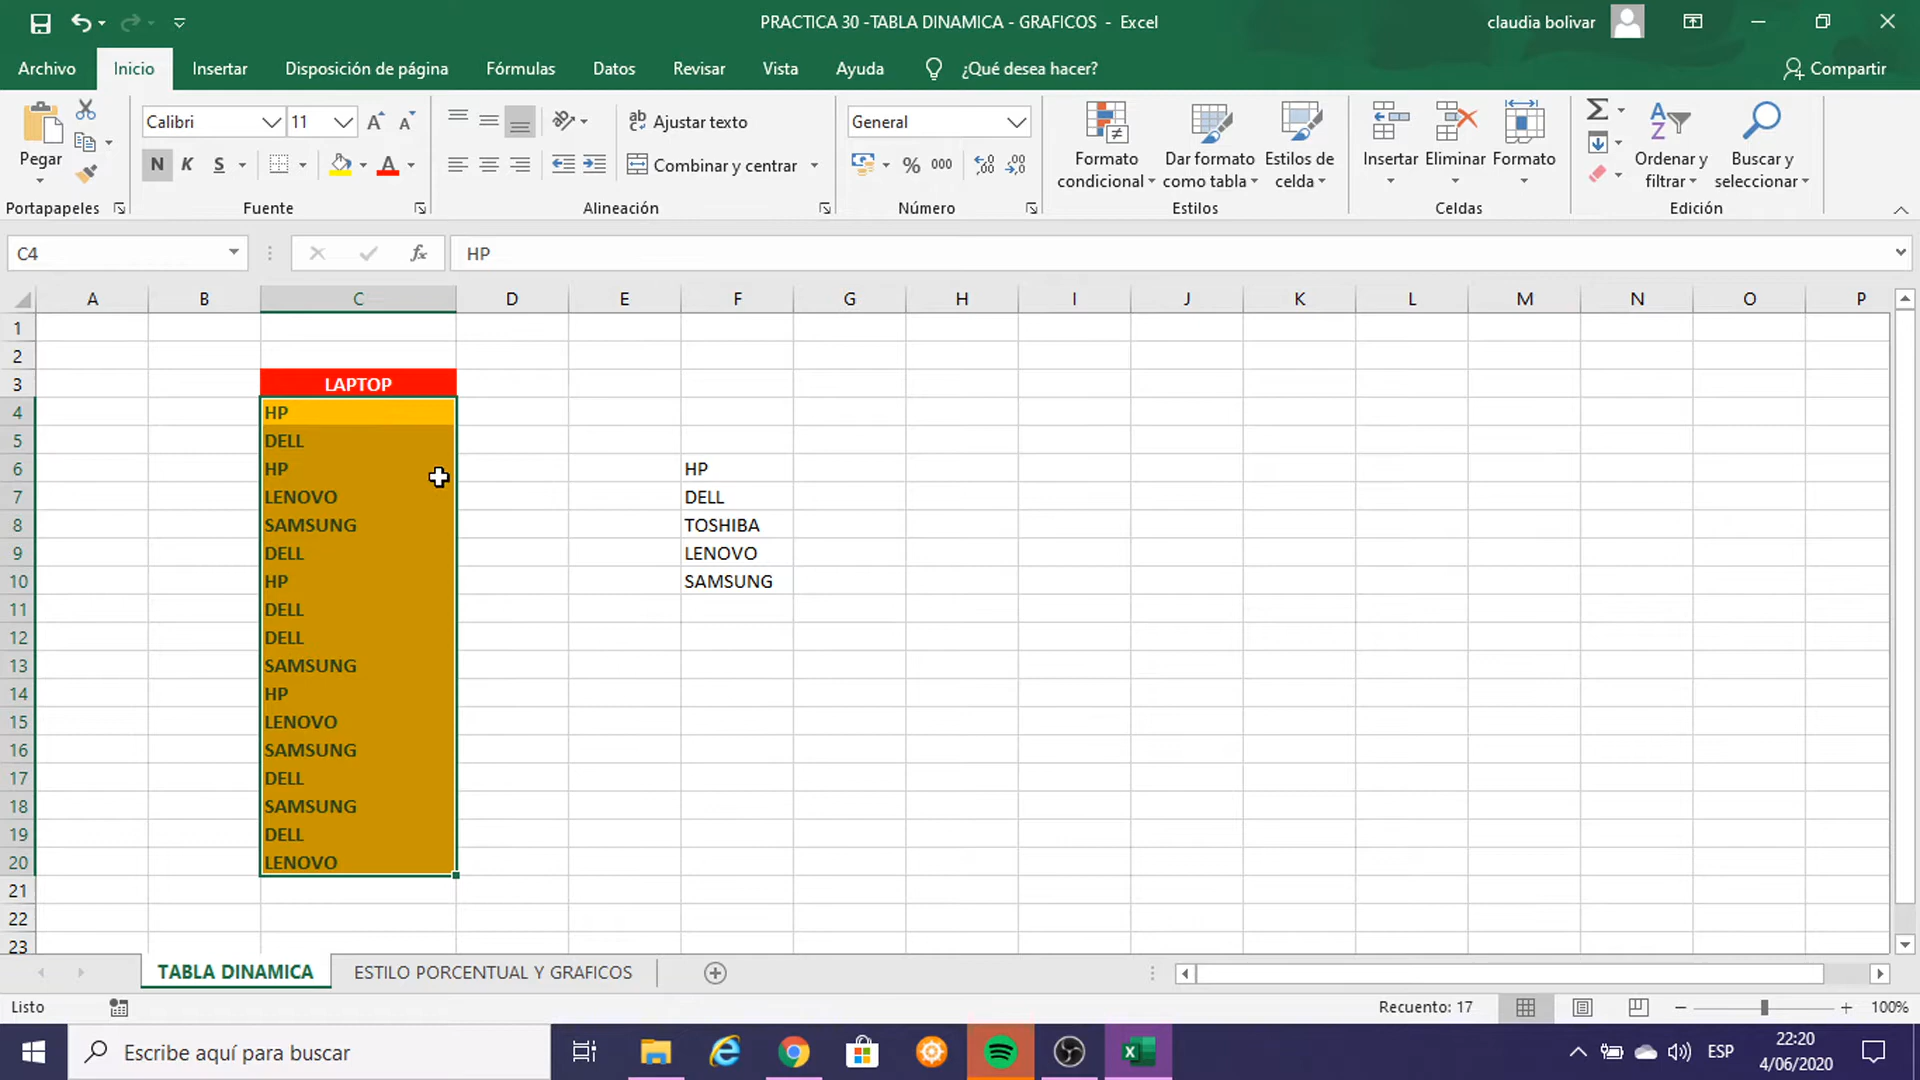 PRACTICA 30 -TABLA DINAMICA - GRAFICOS - Excel
claudia bolivar
Archivo Inicio Insertar Disposición de página Fórmulas Datos Revisar Vista Ayuda ¿Qué desea hacer? Compartir
Pegar
Portapapeles
Calibri 11
N K S A
Fuente
ab Ajustar texto
Combinar y centrar
Alineación
General
% 000
Número
Formato condicional
Dar formato como tabla
Estilos de celda
Estilos
Insertar Eliminar Formato
Celdas
Ordenar y filtrar
Buscar y seleccionar
Edición
C4 fx HP
A B C D E F G H I J K L M N O P
1
2
3 LAPTOP
4 HP
5 DELL
6 HP HP
7 LENOVO DELL
8 SAMSUNG TOSHIBA
9 DELL LENOVO
10 HP SAMSUNG
11 DELL
12 DELL
13 SAMSUNG
14 HP
15 LENOVO
16 SAMSUNG
17 DELL
18 SAMSUNG
19 DELL
20 LENOVO
21
22
23
TABLA DINAMICA ESTILO PORCENTUAL Y GRAFICOS
Listo Recuento: 17 100%
Escribe aquí para buscar
ESP
22:20
4/06/2020